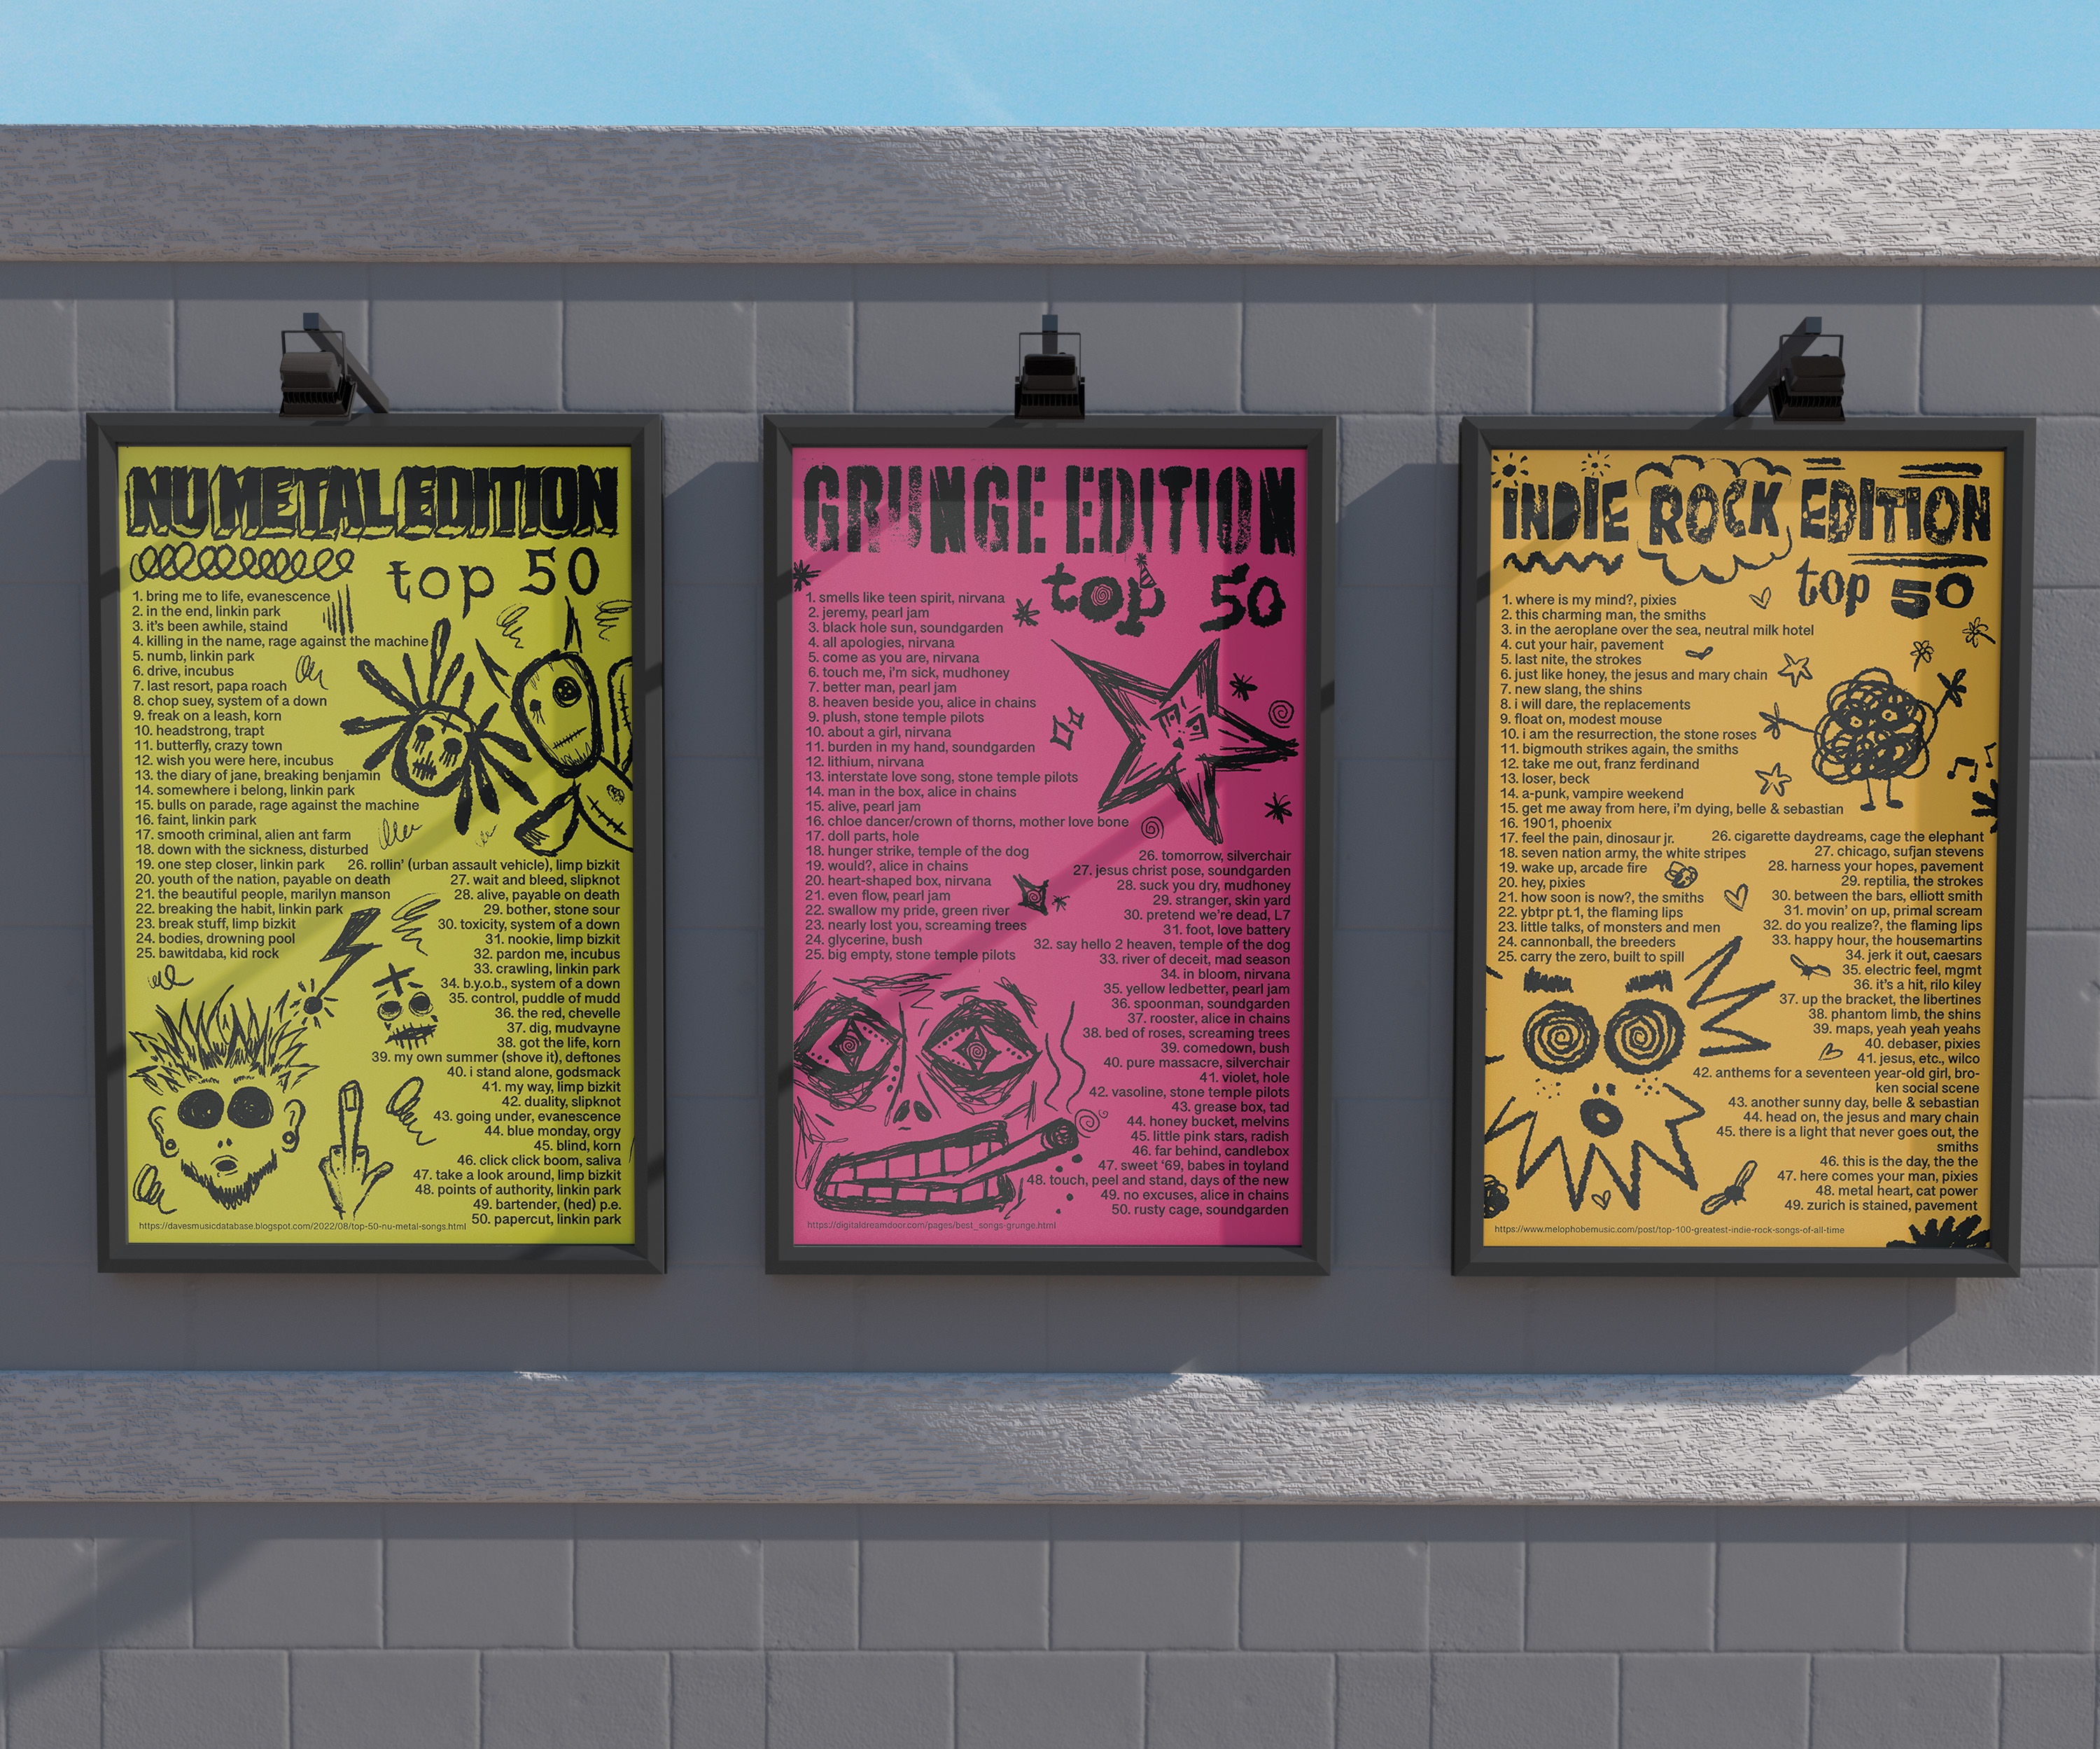 NU METAL EDITION
top 50
1. bring me to life, evanescence
2. in the end, linkin park
3. it's been awhile, staind
4. killing in the name, rage against the machine
5. numb, linkin park
6. drive, incubus
7. last resort, papa roach
8. chop suey, system of a down
9. freak on a leash, korn
10. headstrong, trapt
11. butterfly, crazy town
12. wish you were here, incubus
13. the diary of jane, breaking benjamin
14. somewhere i belong, linkin park
15. bulls on parade, rage against the machine
16. faint, linkin park
17. smooth criminal, alien ant farm
18. down with the sickness, disturbed
19. one step closer, linkin park
20. youth of the nation, payable on death
21. the beautiful people, marilyn manson
22. breaking the habit, linkin park
23. break stuff, limp bizkit
24. bodies, drowning pool
25. bawitdaba, kid rock
26. rollin' (urban assault vehicle), limp bizkit
27. wait and bleed, slipknot
28. alive, payable on death
29. bother, stone sour
30. toxicity, system of a down
31. nookie, limp bizkit
32. pardon me, incubus
33. crawling, linkin park
34. b.y.o.b., system of a down
35. control, puddle of mudd
36. the red, chevelle
37. dig, mudvayne
38. got the life, korn
39. my own summer (shove it), deftones
40. i stand alone, godsmack
41. my way, limp bizkit
42. duality, slipknot
43. going under, evanescence
44. blue monday, orgy
45. blind, korn
46. click click boom, saliva
47. take a look around, limp bizkit
48. points of authority, linkin park
49. bartender, (hed) p.e.
50. papercut, linkin park
https://davesmusicdatabase.blogspot.com/2022/08/top-50-nu-metal-songs.html
GRUNGE EDITION
top 50
1. smells like teen spirit, nirvana
2. jeremy, pearl jam
3. black hole sun, soundgarden
4. all apologies, nirvana
5. come as you are, nirvana
6. touch me, i'm sick, mudhoney
7. better man, pearl jam
8. heaven beside you, alice in chains
9. plush, stone temple pilots
10. about a girl, nirvana
11. burden in my hand, soundgarden
12. lithium, nirvana
13. interstate love song, stone temple pilots
14. man in the box, alice in chains
15. alive, pearl jam
16. chloe dancer/crown of thorns, mother love bone
17. doll parts, hole
18. hunger strike, temple of the dog
19. would?, alice in chains
20. heart-shaped box, nirvana
21. even flow, pearl jam
22. swallow my pride, green river
23. nearly lost you, screaming trees
24. glycerine, bush
25. big empty, stone temple pilots
26. tomorrow, silverchair
27. jesus christ pose, soundgarden
28. suck you dry, mudhoney
29. stranger, skin yard
30. pretend we're dead, L7
31. foot, love battery
32. say hello 2 heaven, temple of the dog
33. river of deceit, mad season
34. in bloom, nirvana
35. yellow ledbetter, pearl jam
36. spoonman, soundgarden
37. rooster, alice in chains
38. bed of roses, screaming trees
39. comedown, bush
40. pure massacre, silverchair
41. violet, hole
42. vasoline, stone temple pilots
43. grease box, tad
44. honey bucket, melvins
45. little pink stars, radish
46. far behind, candlebox
47. sweet '69, babes in toyland
48. touch, peel and stand, days of the new
49. no excuses, alice in chains
50. rusty cage, soundgarden
https://digitaldreamdoor.com/pages/best_songs-grunge.html
INDIE ROCK EDITION
top 50
1. where is my mind?, pixies
2. this charming man, the smiths
3. in the aeroplane over the sea, neutral milk hotel
4. cut your hair, pavement
5. last nite, the strokes
6. just like honey, the jesus and mary chain
7. new slang, the shins
8. i will dare, the replacements
9. float on, modest mouse
10. i am the resurrection, the stone roses
11. bigmouth strikes again, the smiths
12. take me out, franz ferdinand
13. loser, beck
14. a-punk, vampire weekend
15. get me away from here, i'm dying, belle & sebastian
16. 1901, phoenix
17. feel the pain, dinosaur jr.
18. seven nation army, the white stripes
19. wake up, arcade fire
20. hey, pixies
21. how soon is now?, the smiths
22. ybtpr pt.1, the flaming lips
23. little talks, of monsters and men
24. cannonball, the breeders
25. carry the zero, built to spill
26. cigarette daydreams, cage the elephant
27. chicago, sufjan stevens
28. harness your hopes, pavement
29. reptilia, the strokes
30. between the bars, elliott smith
31. movin' on up, primal scream
32. do you realize?, the flaming lips
33. happy hour, the housemartins
34. jerk it out, caesars
35. electric feel, mgmt
36. it's a hit, rilo kiley
37. up the bracket, the libertines
38. phantom limb, the shins
39. maps, yeah yeah yeahs
40. debaser, pixies
41. jesus, etc., wilco
42. anthems for a seventeen year-old girl, bro-
ken social scene
43. another sunny day, belle & sebastian
44. head on, the jesus and mary chain
45. there is a light that never goes out, the
smiths
46. this is the day, the the
47. here comes your man, pixies
48. metal heart, cat power
49. zurich is stained, pavement
https://www.melophobemusic.com/post/top-100-greatest-indie-rock-songs-of-all-time